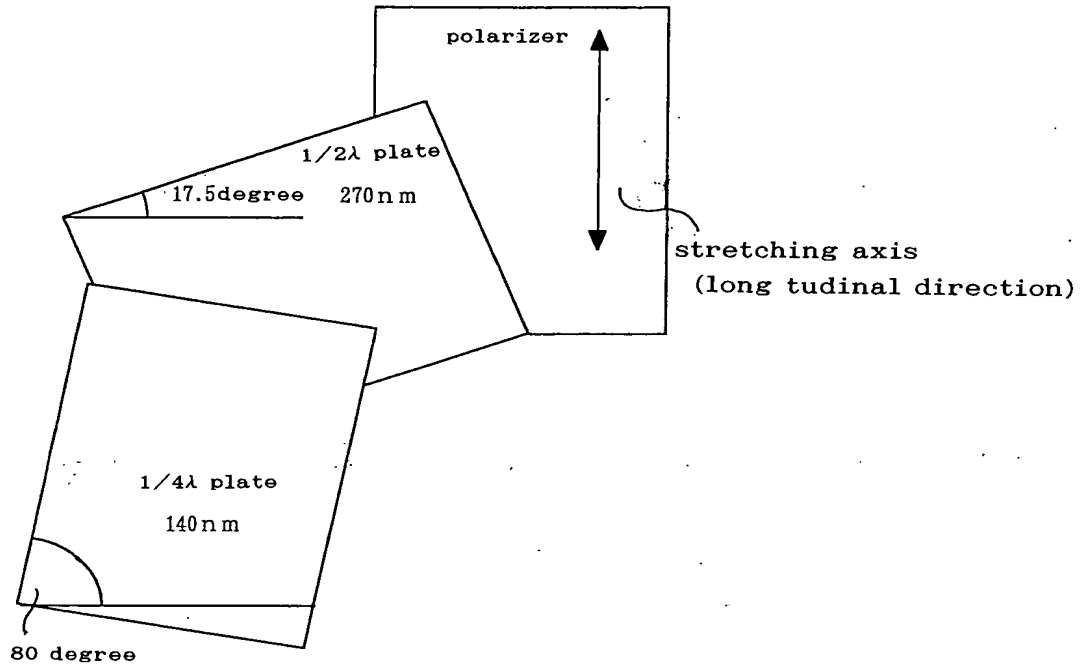 polarizer
1/2λ plate
17.5degree 270nm
stretching axis
(long tudinal direction)
1/4λ plate
140nm
80 degree